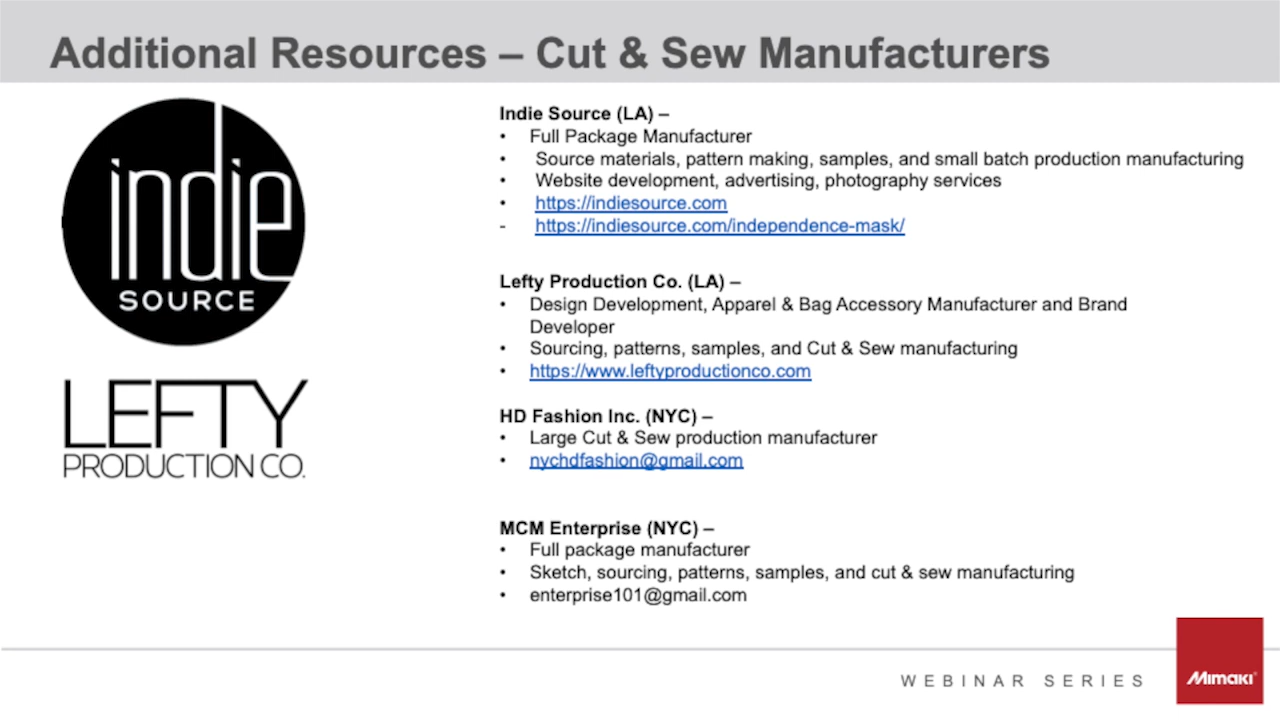 Additional Resources – Cut & Sew Manufacturers
indie
SOURCE
LEFTY
PRODUCTION CO.
Indie Source (LA) –
• Full Package Manufacturer
• Source materials, pattern making, samples, and small batch production manufacturing
• Website development, advertising, photography services
• https://indiesource.com
- https://indiesource.com/independence-mask/
Lefty Production Co. (LA) –
• Design Development, Apparel & Bag Accessory Manufacturer and Brand
Developer
• Sourcing, patterns, samples, and Cut & Sew manufacturing
• https://www.leftyproductionco.com
HD Fashion Inc. (NYC) –
• Large Cut & Sew production manufacturer
• nychdfashion@gmail.com
MCM Enterprise (NYC) –
• Full package manufacturer
• Sketch, sourcing, patterns, samples, and cut & sew manufacturing
• enterprise101@gmail.com
WEBINAR SERIES
Mimaki